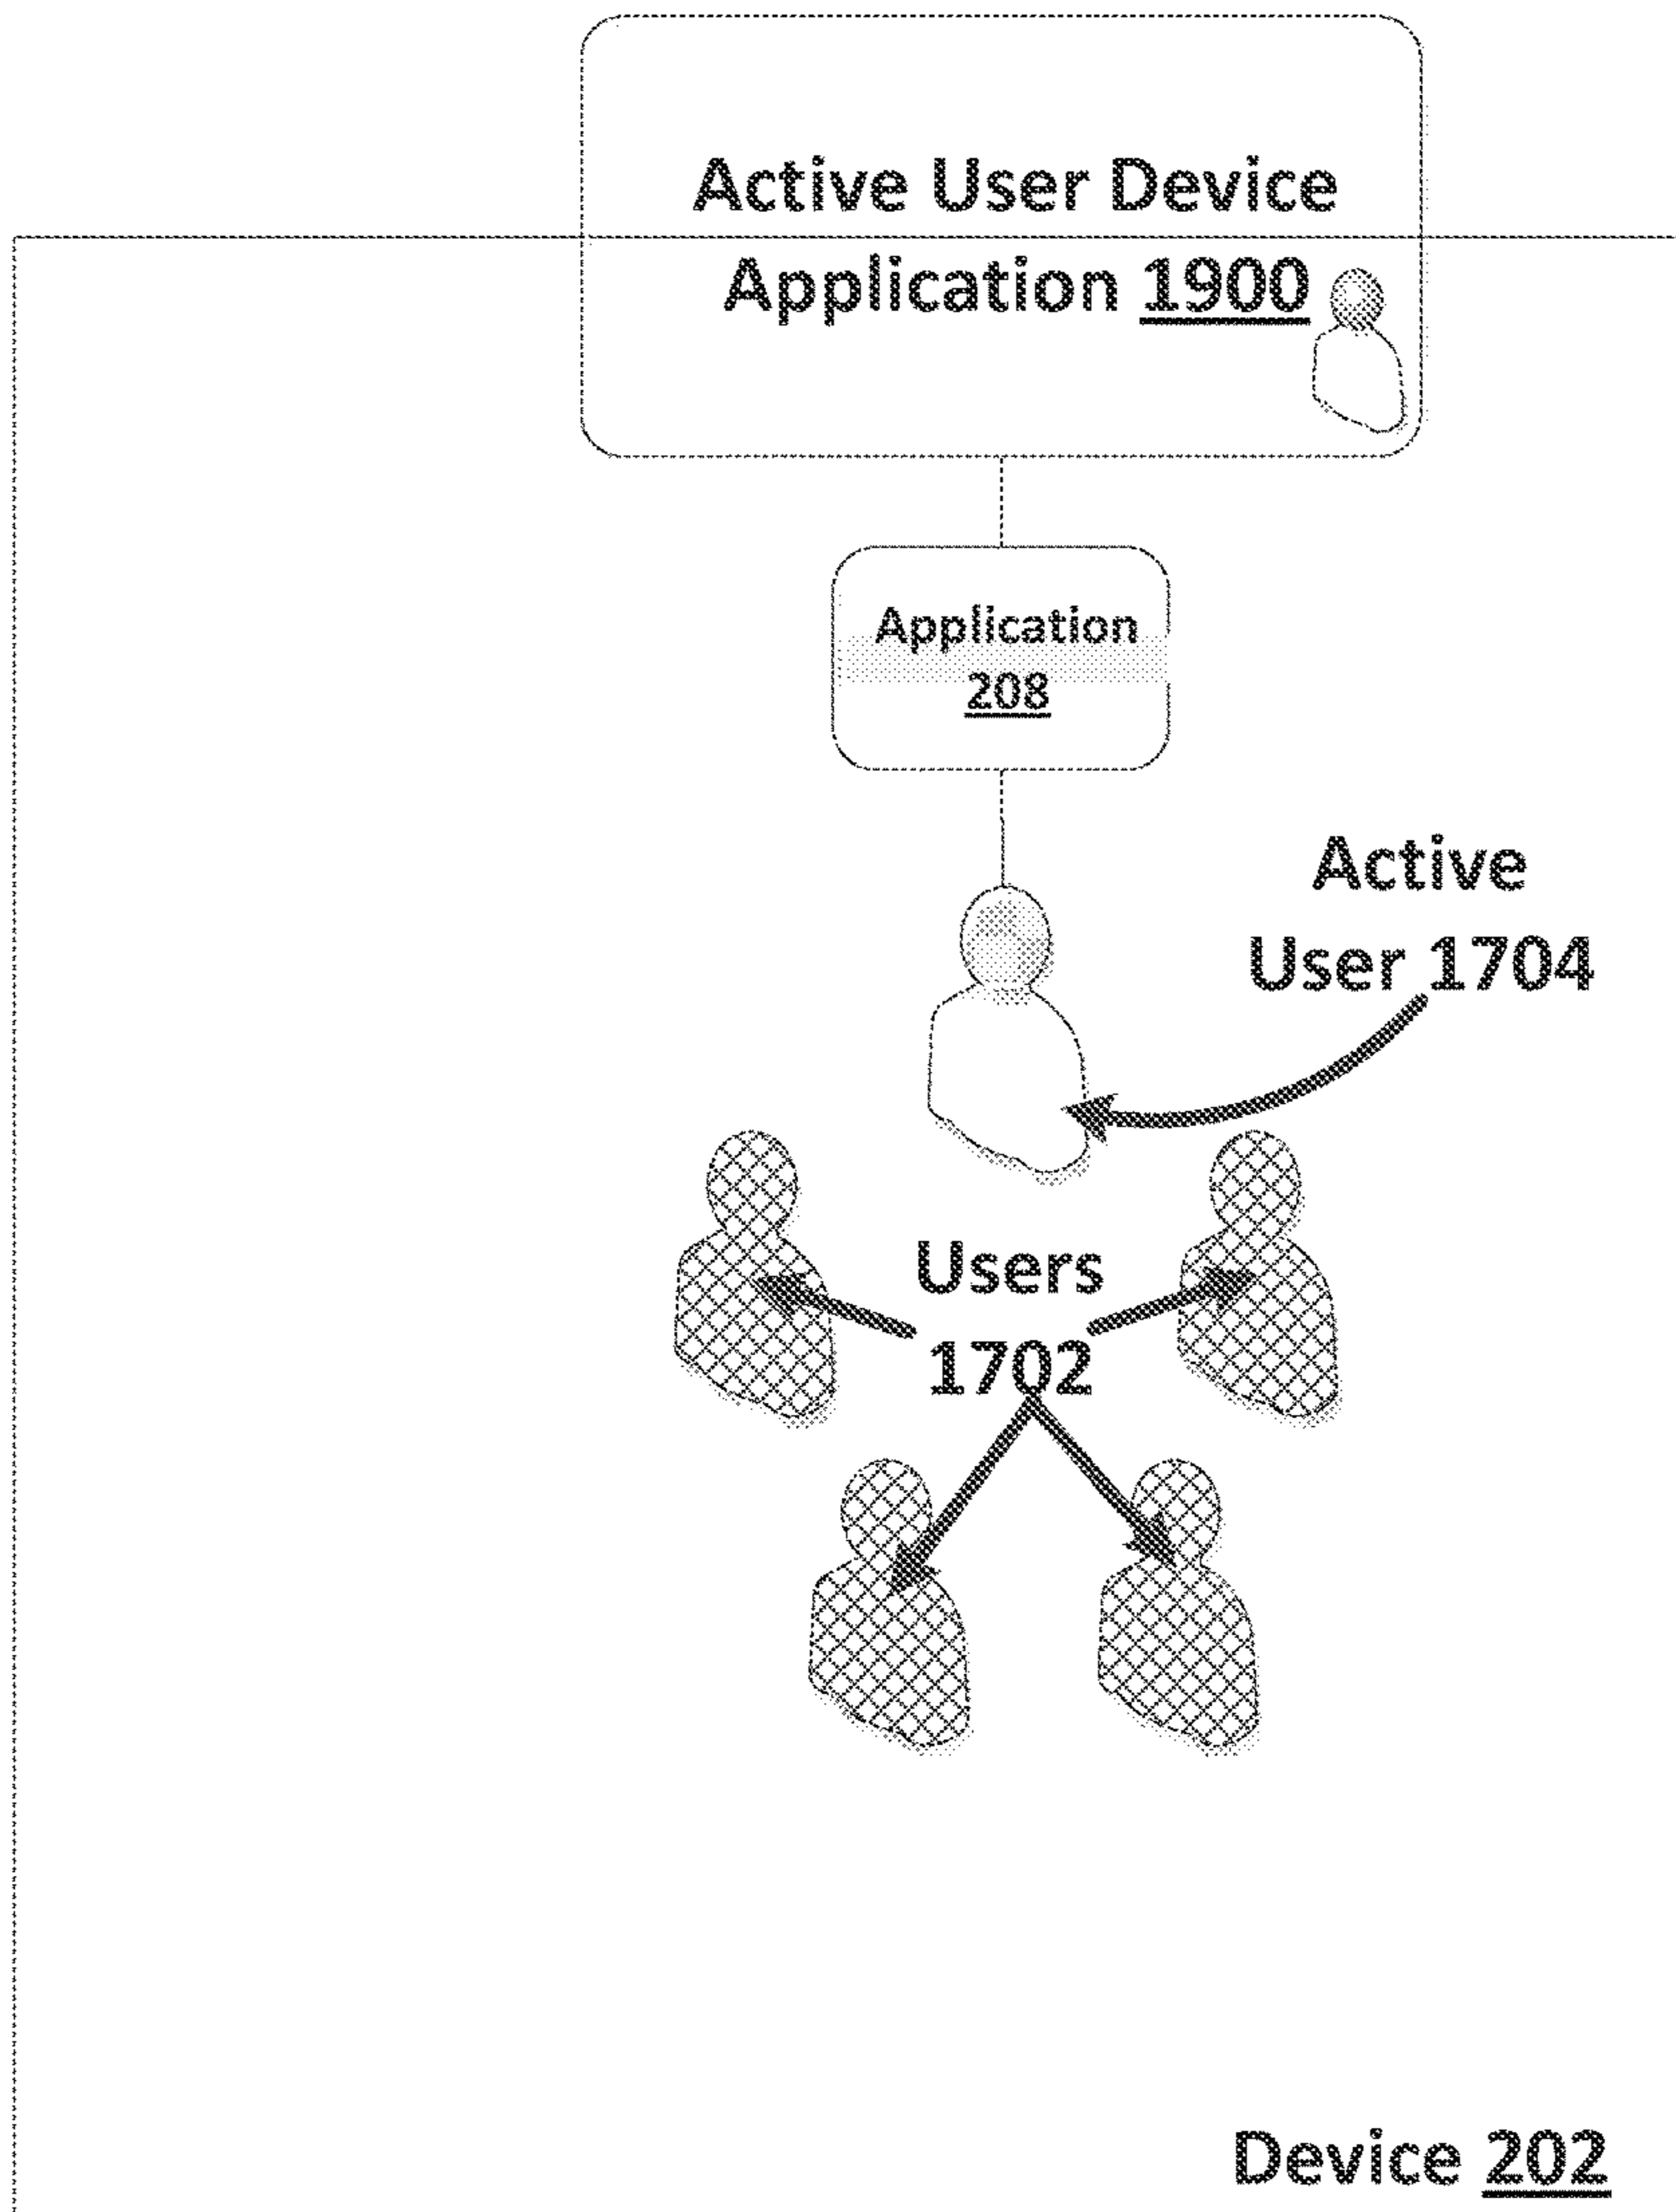 Active User Device
Application 1900
Application
208
Active
User 1704
Users
1702
Device 202